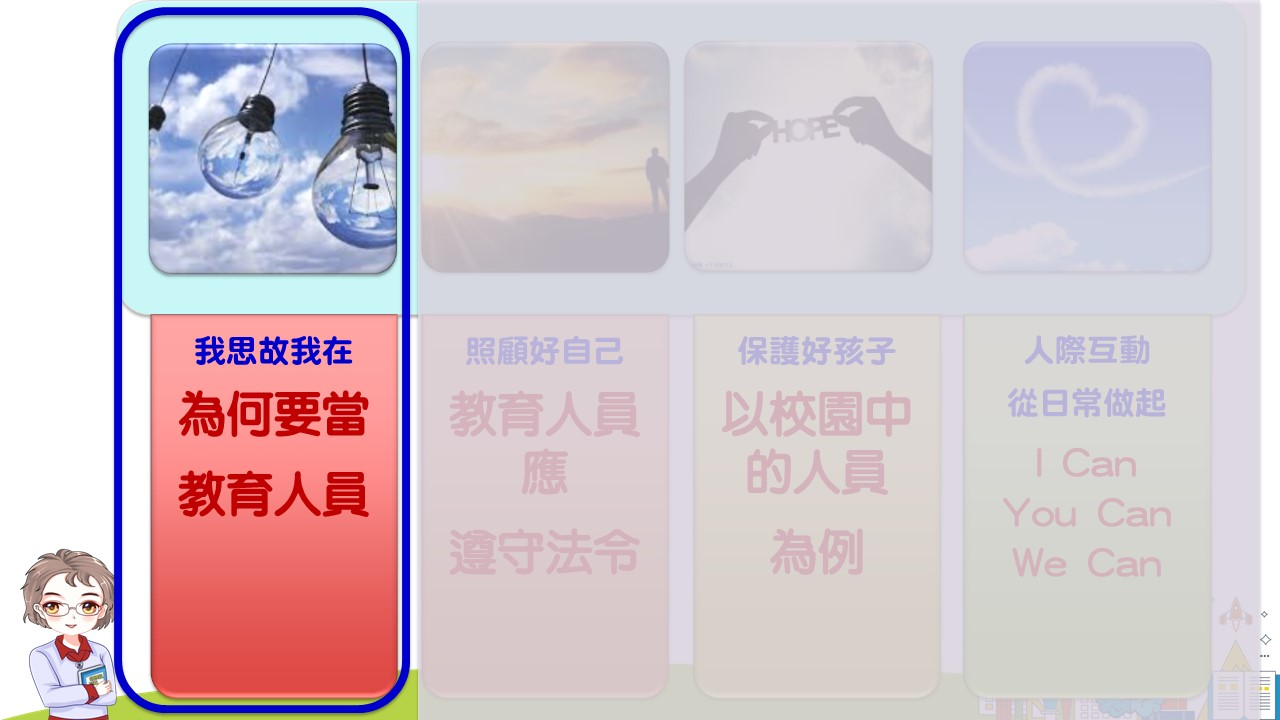 我思故我在
為何要當
教育人員
照顧好自己
教育人員
應
遵守法令
HOPE
保護好孩子
以校園中
的人員
為例
人際互動
從日常做起
I Can
You Can
We Can